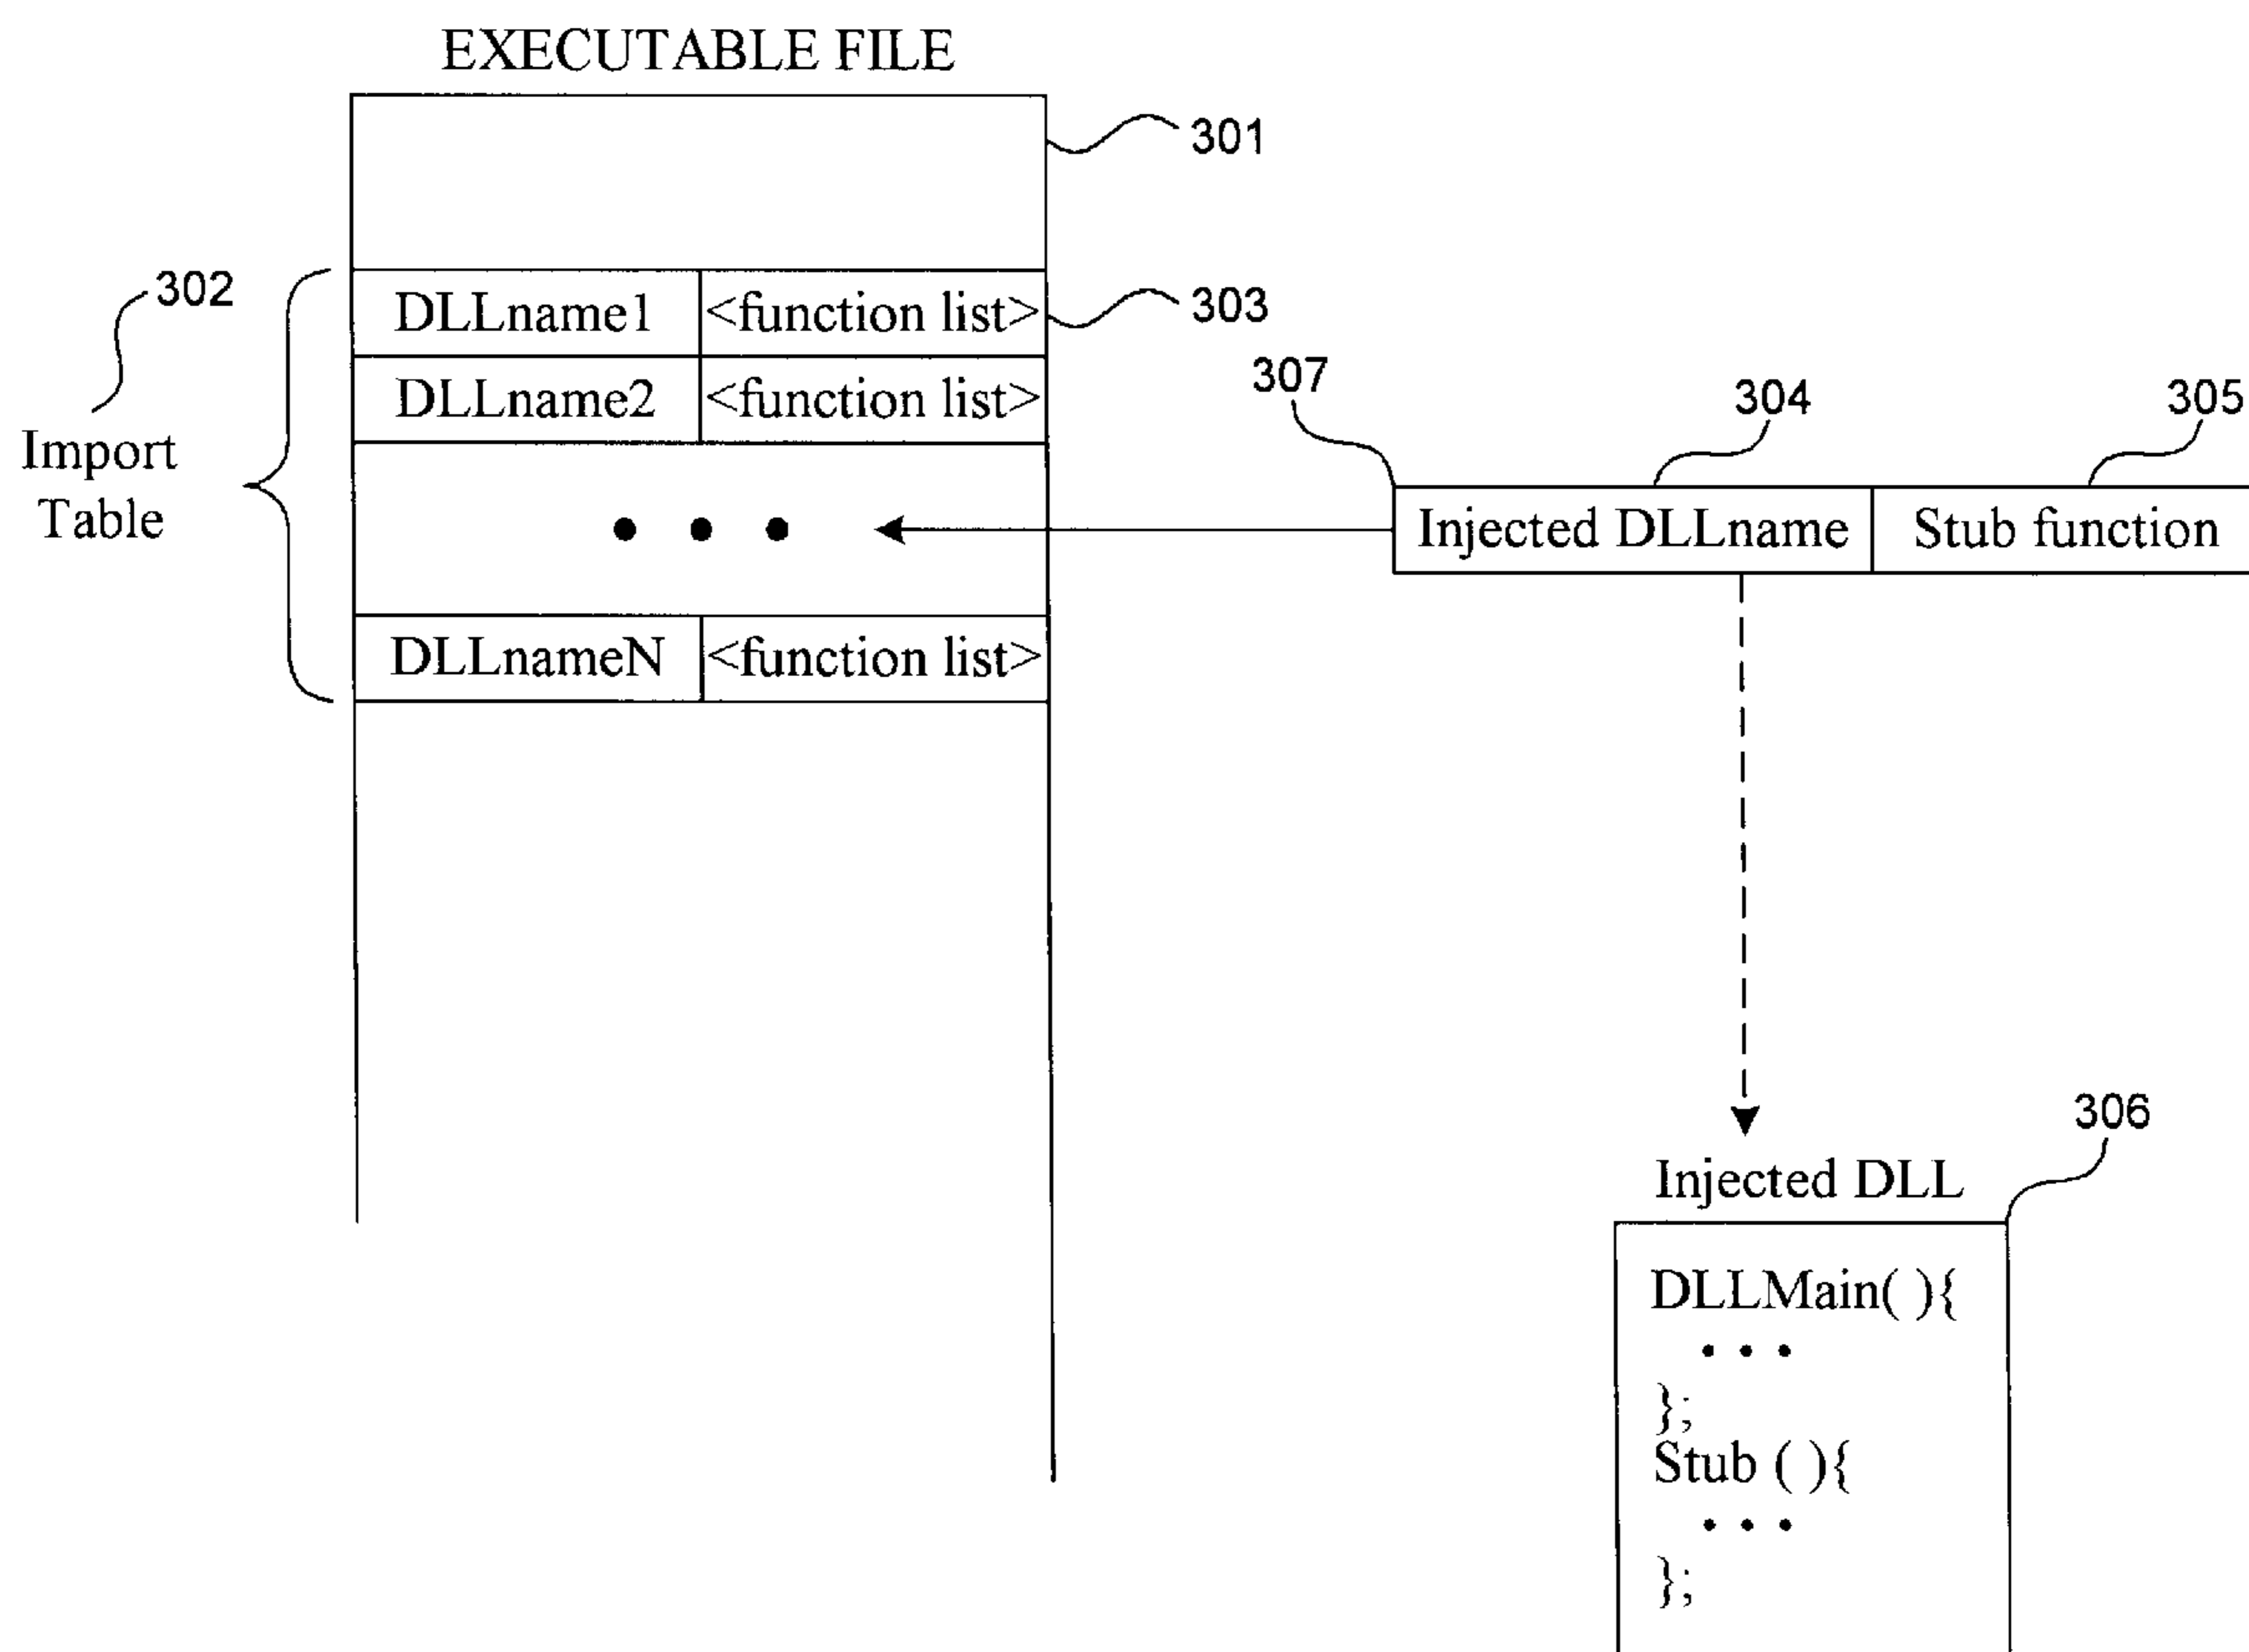 EXECUTABLE FILE
301
302
DLLname1 <function list>
303
DLLname2 <function list>
Import
Table
307
304
305
Injected DLLname Stub function
• • •
DLLnameN <function list>
306
Injected DLL
DLLMain( ){
• • •
};
Stub ( ){
• • •
};